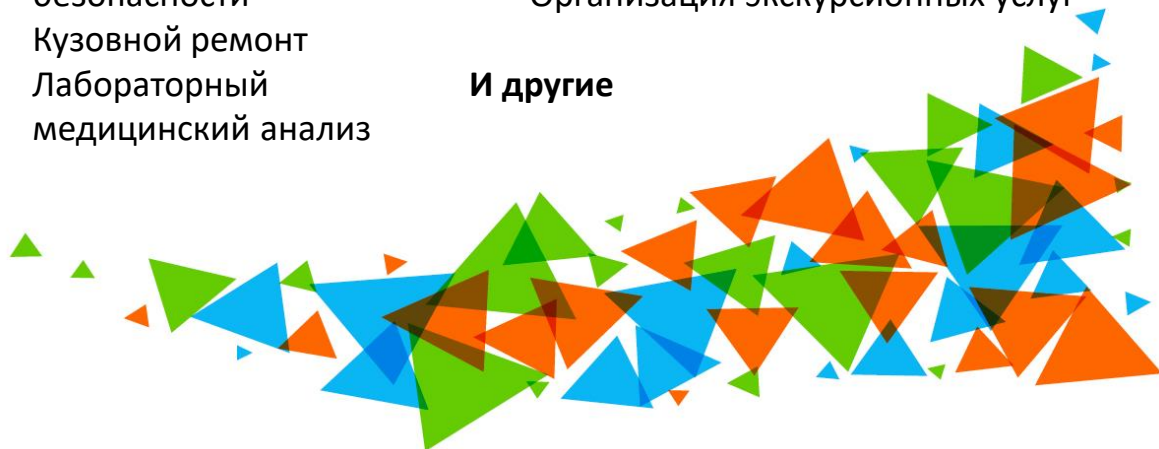 безопасности
Организация экскурсионных услуг
Кузовной ремонт
Лабораторный
медицинский анализ
И другие